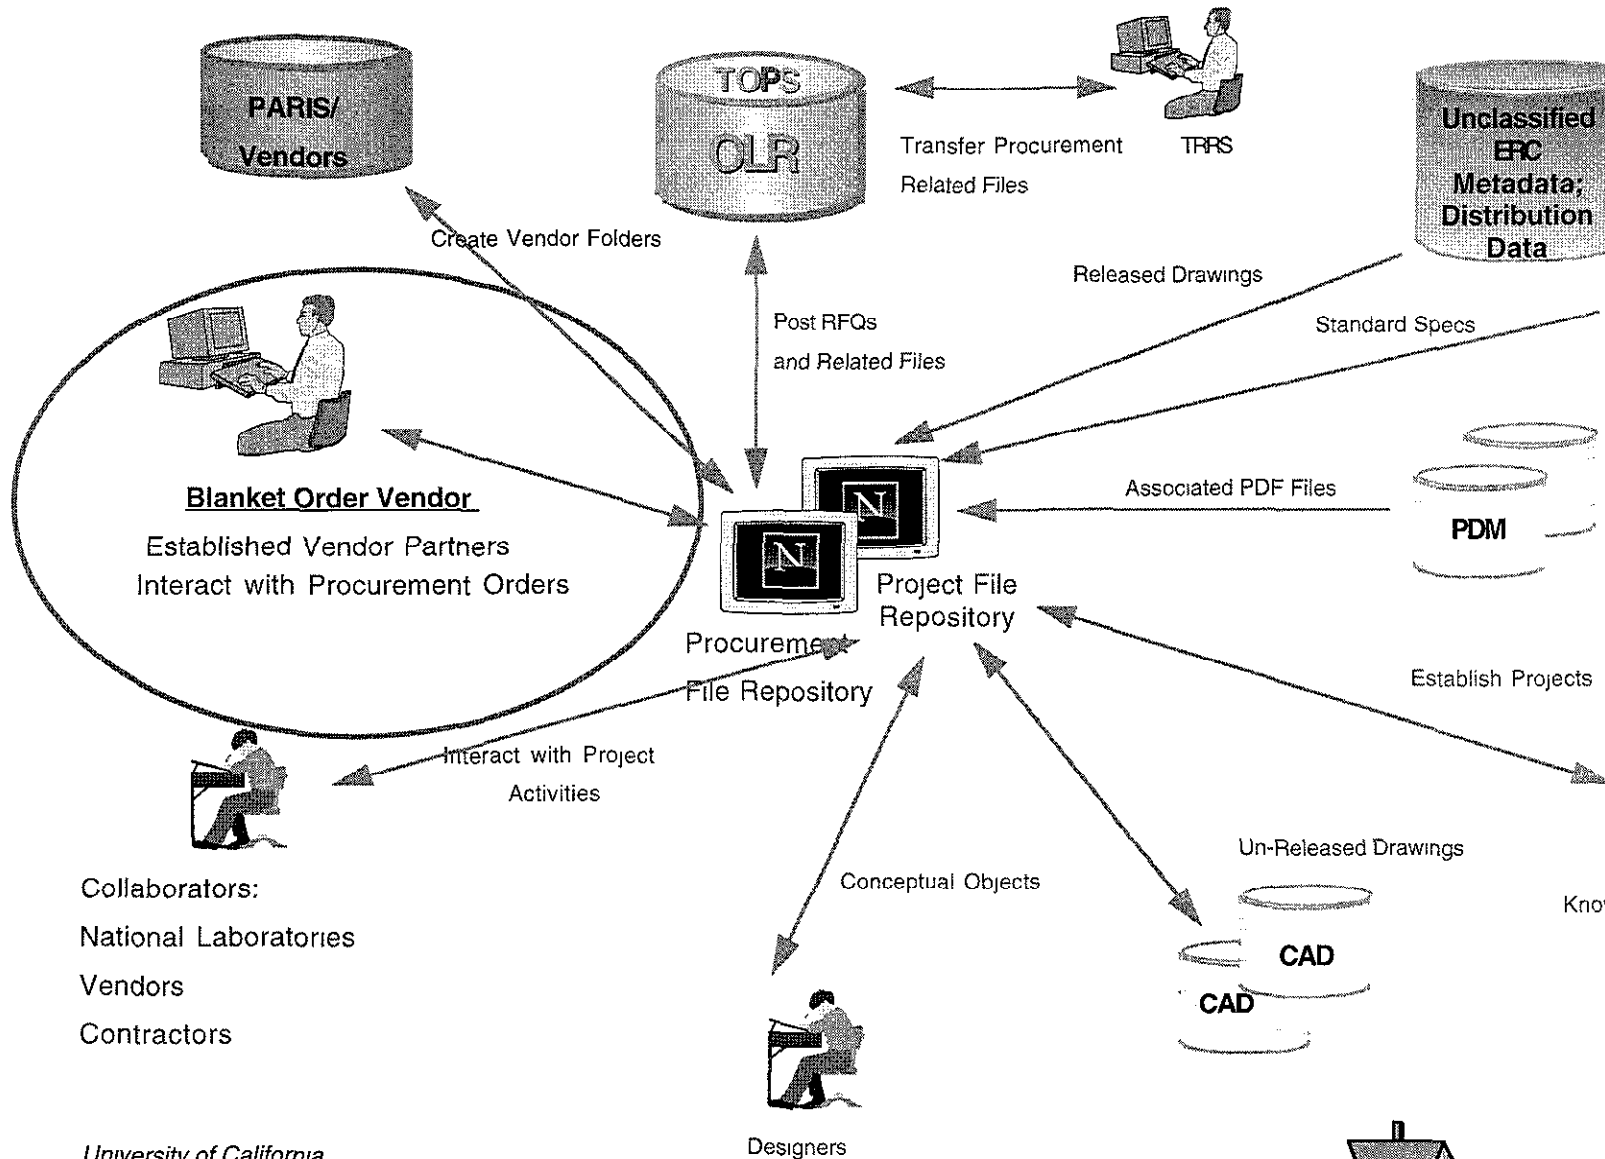 PARIS/
Vendors
TOPS
OLR
Transfer Procurement
Related Files
TRRS
Unclassified
ERC
Metadata;
Distribution
Data
Create Vendor Folders
Released Drawings
Post RFQs
and Related Files
Standard Specs
Blanket Order Vendor
Established Vendor Partners
Interact with Procurement Orders
N
N
Associated PDF Files
PDM
Project File
Repository
Procurement
File Repository
Establish Projects
Interact with Project
Activities
Un-Released Drawings
Conceptual Objects
CAD
CAD
Collaborators:
National Laboratories
Vendors
Contractors
Designers
University of California